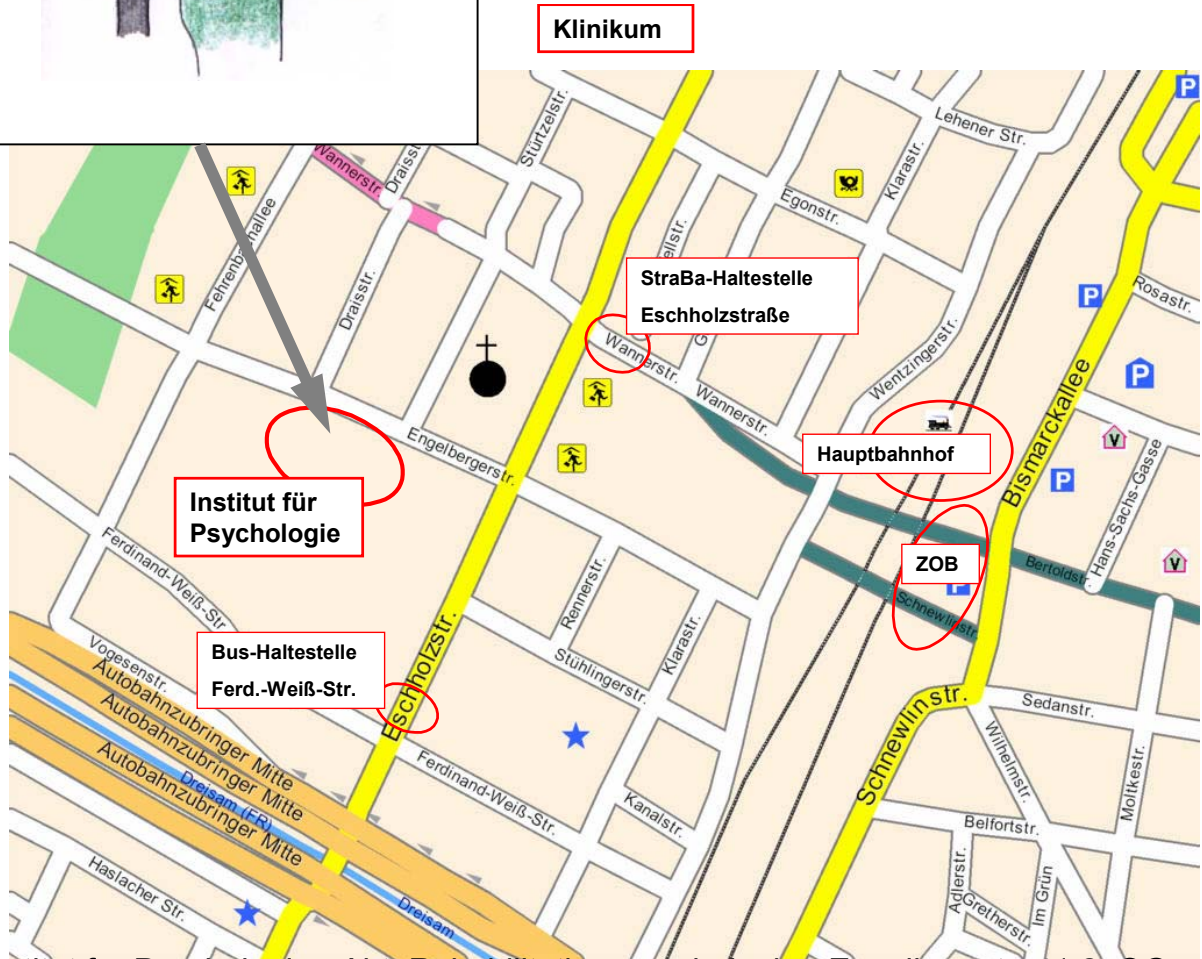 Klinikum
Lehener Str.
Stürtzelstr.
Klarastr.
Wannerstr
Draisst
Egonstr.
Fehrenbachallee
ellstr.
StraBa-Haltestelle
Eschholzstraße
Rosastr.
Draisstr.
G
Wannerstr.
Wentzingerstr.
Wannerstr.
Bismarckallee
Engelbergerstr.
Hauptbahnhof
Hans-Sachs-Gasse
Institut für
Psychologie
ZOB
Bertoldstr.
Ferdinand-Weiß-Str
Rennerstr.
Schnewlinstr.
Eschholzstr.
Klarastr.
Stühlingerstr.
Vogesenstr.
Bus-Haltestelle
Ferd.-Weiß-Str.
Schnewlinstr.
Sedanstr.
Autobahnzubringer Mitte
Autobahnzubringer Mitte
Autobahnzubringer Mitte
Dreisam (FR)
Wilhelmstr.
Moltkestr.
Ferdinand-Weiß-Str.
Kanalstr.
Belfortstr.
Haslacher Str.
Dreisam
Adlerstr.
Im Grün
Gretherstr.
P
P
P
P
V
V